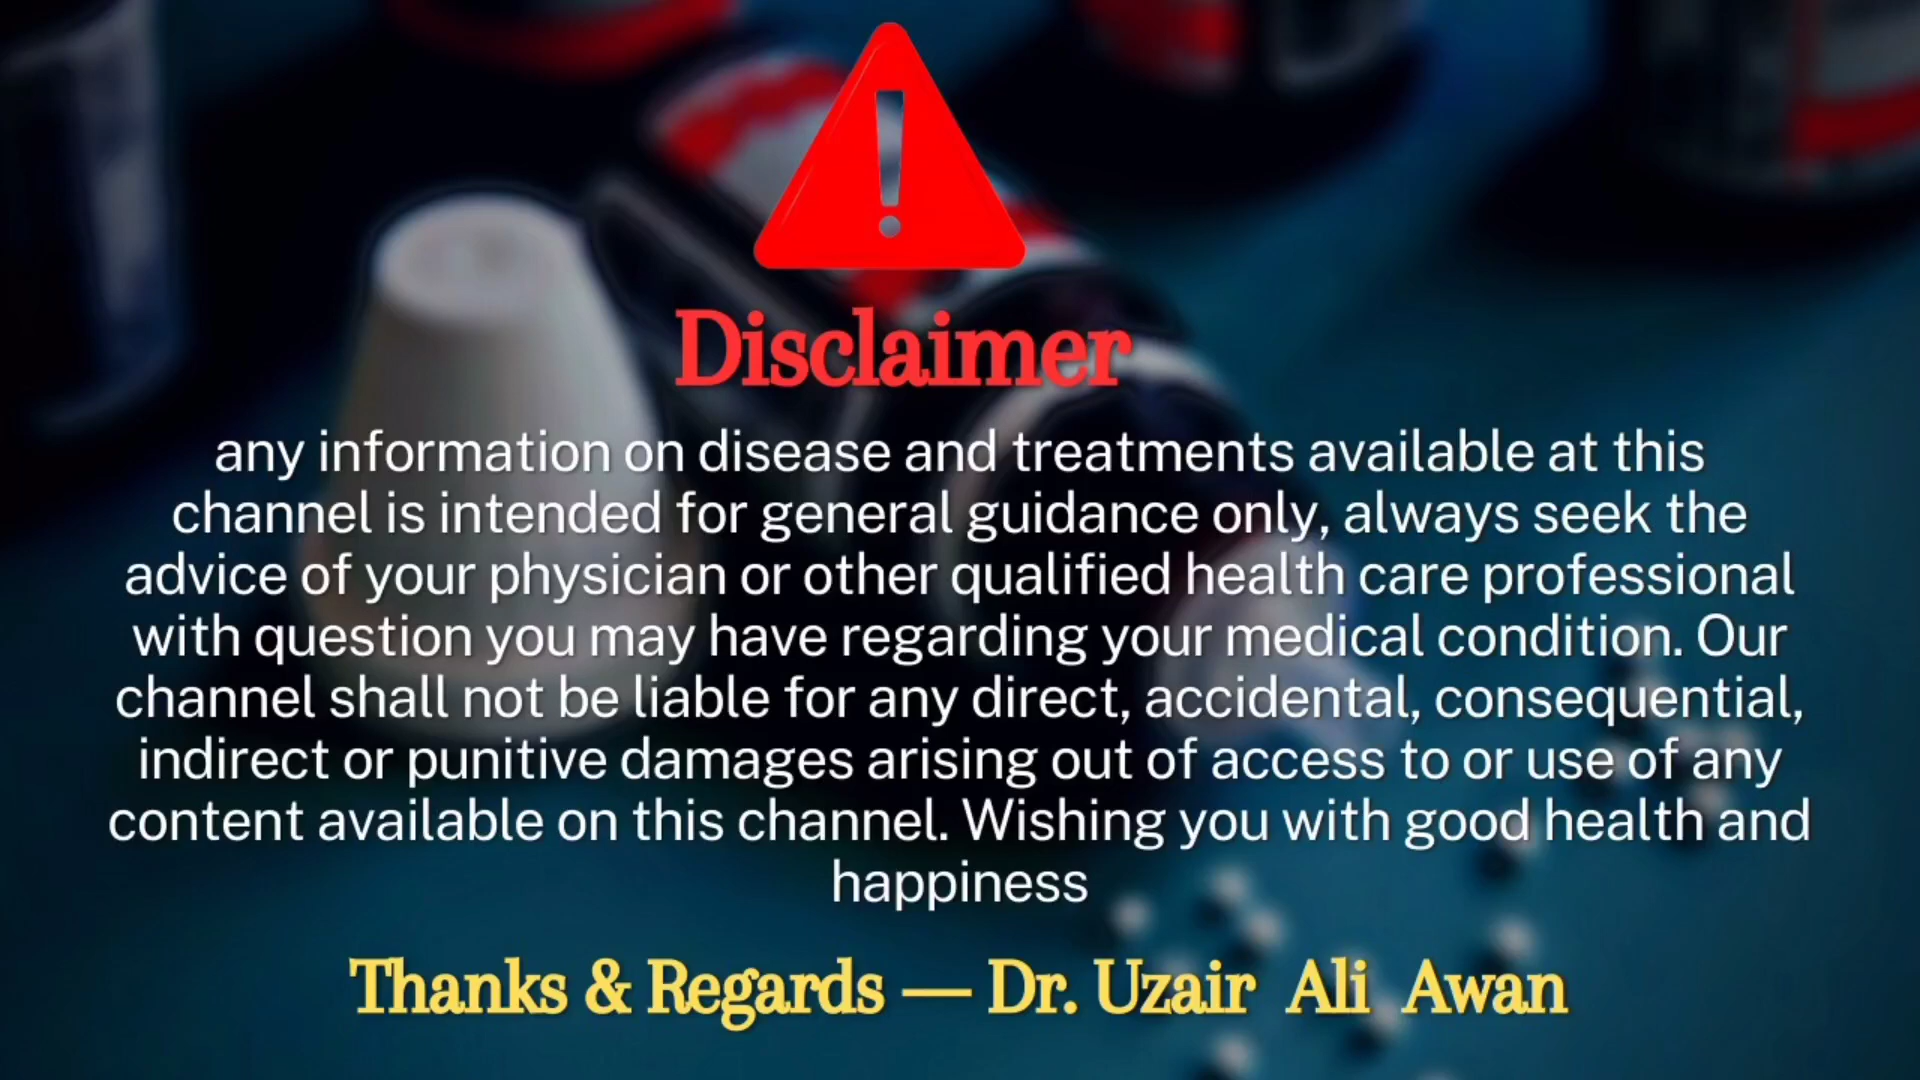 Disclaimer
any information on disease and treatments available at this
channel is intended for general guidance only, always seek the
advice of your physician or other qualified health care professional
with question you may have regarding your medical condition. Our
channel shall not be liable for any direct, accidental, consequential,
indirect or punitive damages arising out of access to or use of any
content available on this channel. Wishing you with good health and
happiness
Thanks & Regards — Dr. Uzair Ali Awan